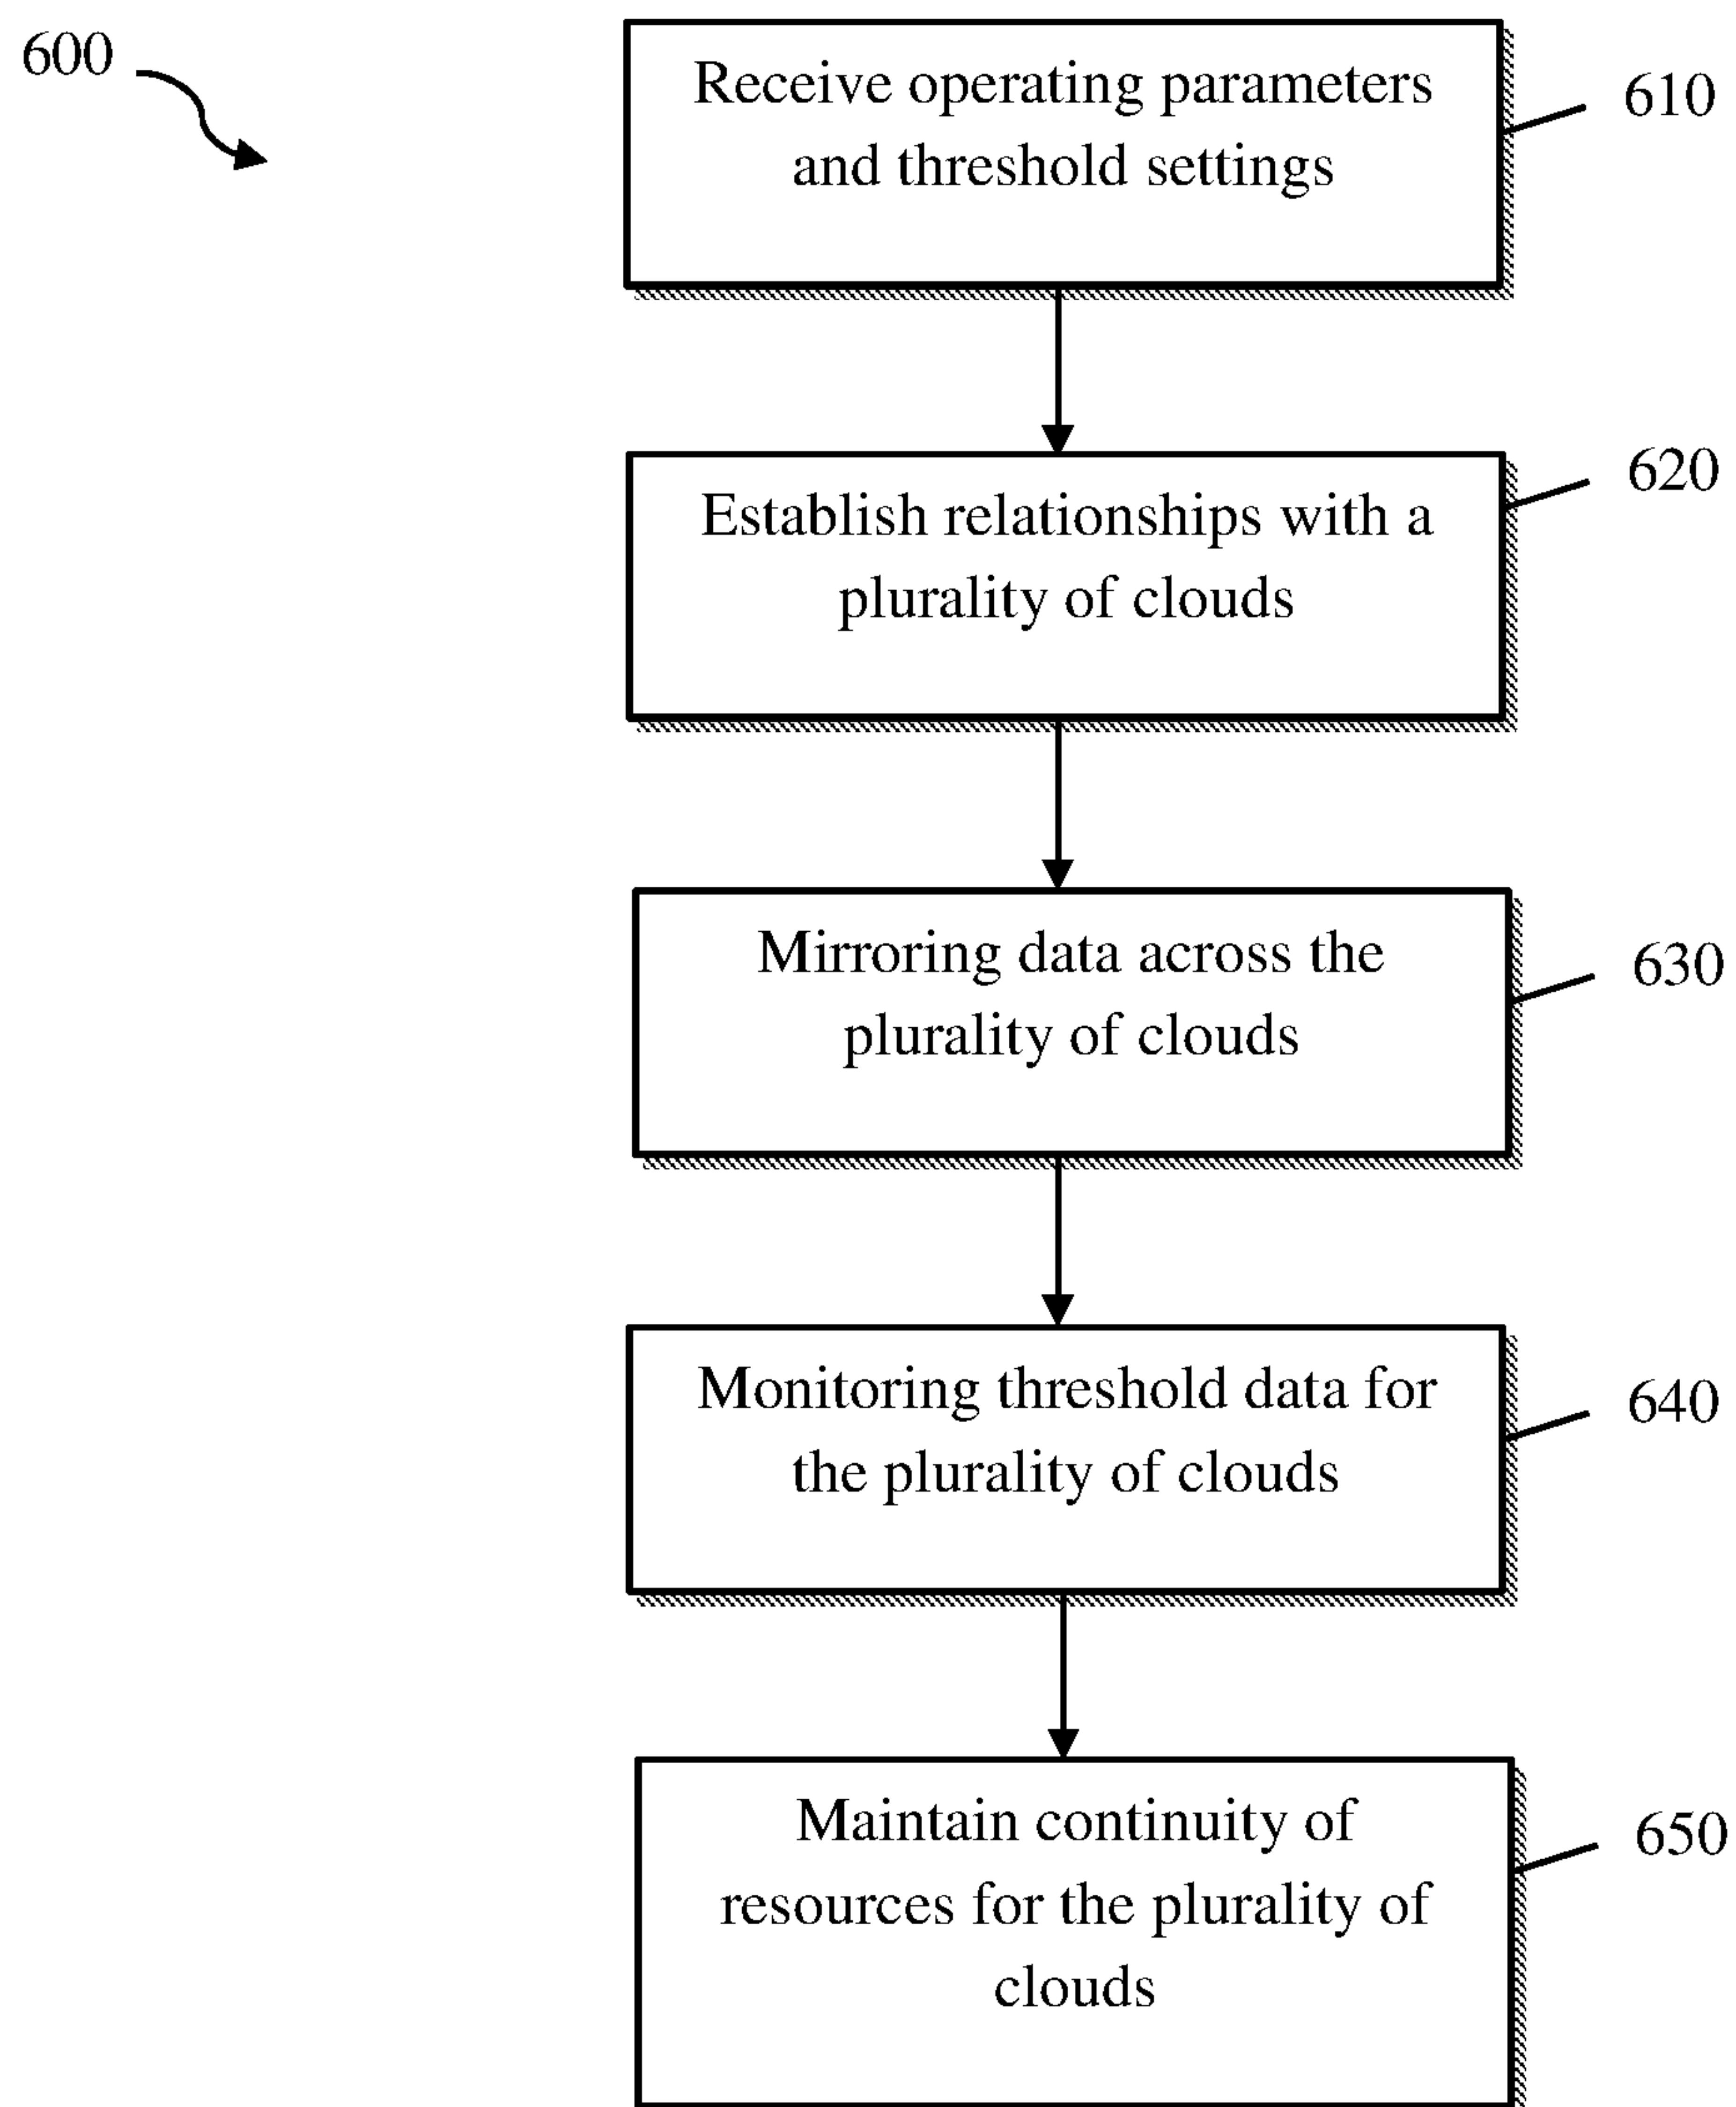 600
Receive operating parameters
and threshold settings
610
Establish relationships with a
plurality of clouds
620
Mirroring data across the
plurality of clouds
630
Monitoring threshold data for
the plurality of clouds
640
Maintain continuity of
resources for the plurality of
clouds
650